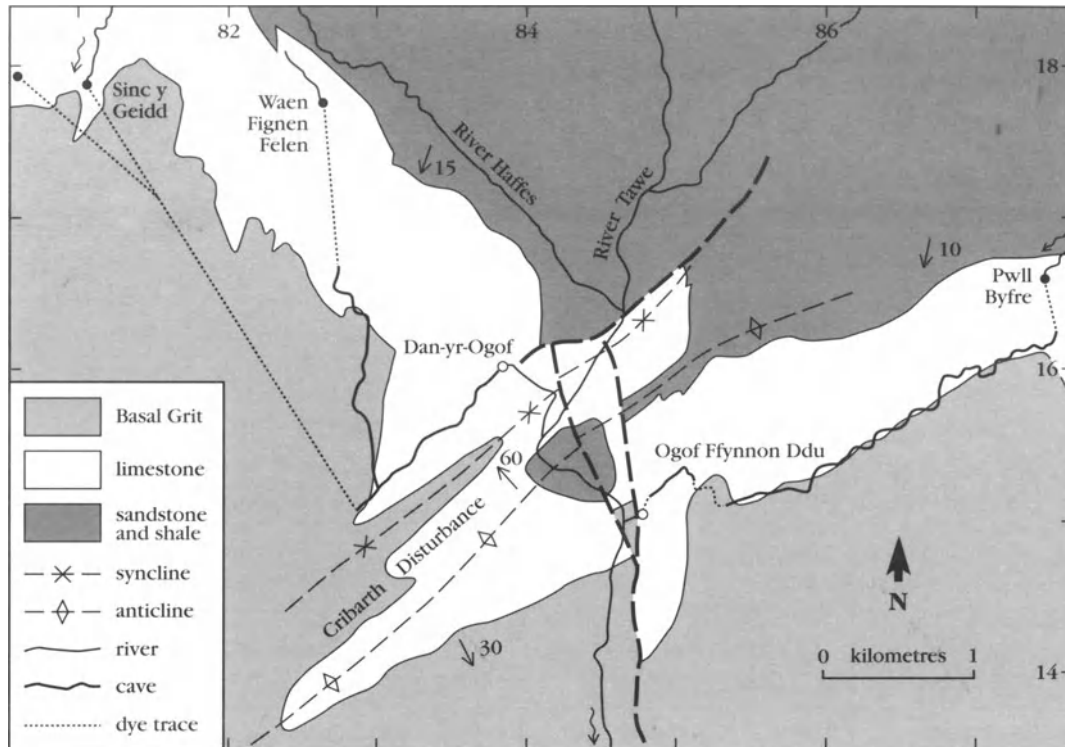 82
84
86
18
Sinc y
Geidd
Waen
Fignen
Felen
River Haffes
15
River Tawe
10
Pwll
Byfre
Dan-yr-Ogof
16
60
Ogof Ffynnon Ddu
Cribarth Disturbance
30
N
0 kilometres 1
14
Basal Grit
limestone
sandstone
and shale
syncline
anticline
river
cave
dye trace